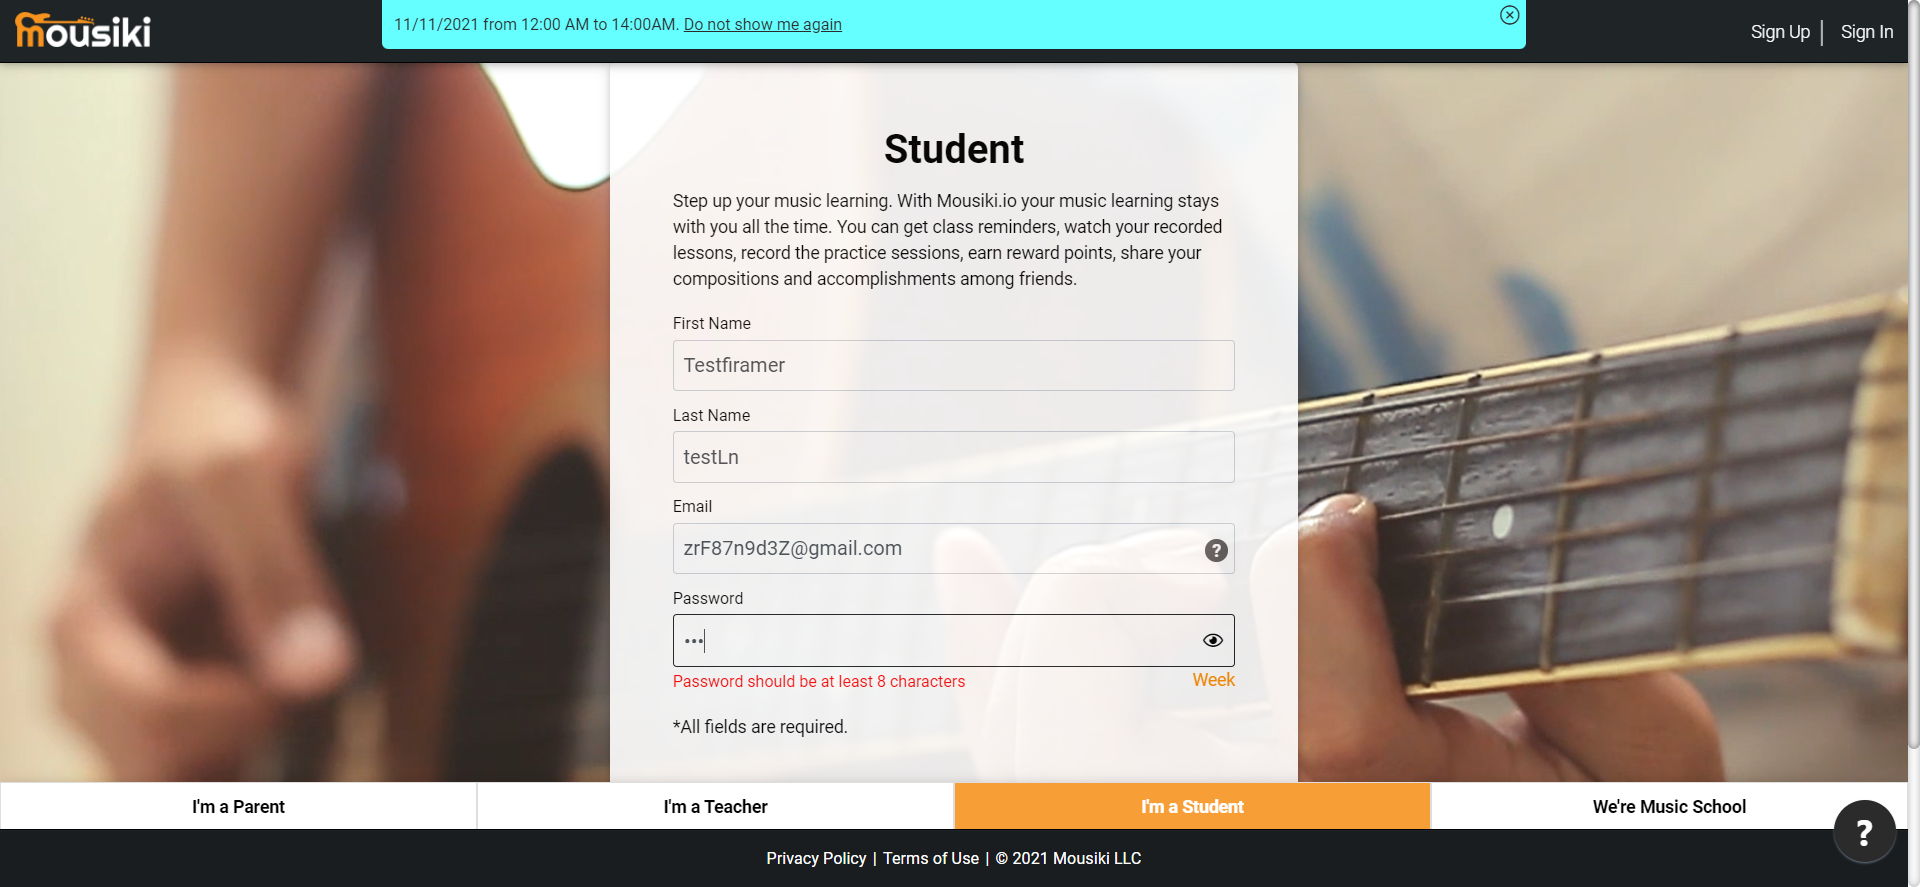 mousiki
11/11/2021 from 12:00 AM to 14:00AM. Do not show me again
Sign Up | Sign In
Student
Step up your music learning. With Mousiki.io your music learning stays
with you all the time. You can get class reminders, watch your recorded
lessons, record the practice sessions, earn reward points, share your
compositions and accomplishments among friends.
First Name
Testfiramer
Last Name
testLn
Email
zrF87n9d3Z@gmail.com
?
Password
•••
Password should be at least 8 characters
Week
*All fields are required.
I'm a Parent
I'm a Teacher
I'm a Student
We're Music School
?
Privacy Policy | Terms of Use | © 2021 Mousiki LLC